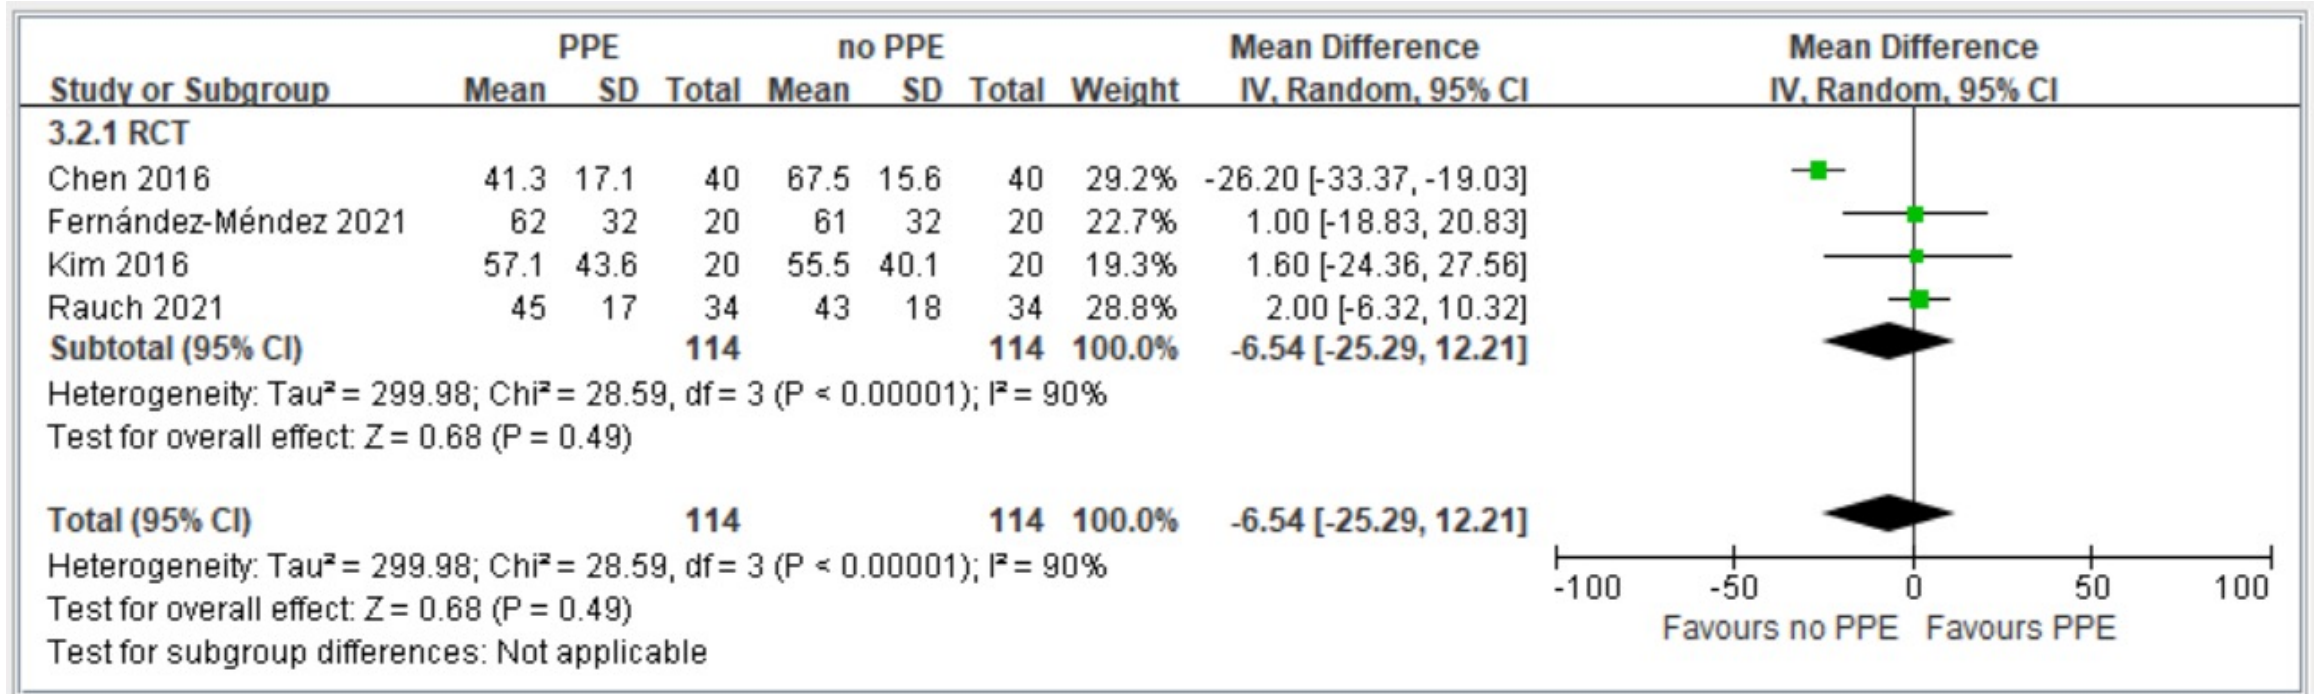 PPE no PPE Mean Difference Mean Difference
Study or Subgroup Mean SD Total Mean SD Total Weight IV, Random, 95% CI IV, Random, 95% CI
3.2.1 RCT
Chen 2016 41.3 17.1 40 67.5 15.6 40 29.2% -26.20 [-33.37, -19.03]
Fernández-Méndez 2021 62 32 20 61 32 20 22.7% 1.00 [-18.83, 20.83]
Kim 2016 57.1 43.6 20 55.5 40.1 20 19.3% 1.60 [-24.36, 27.56]
Rauch 2021 45 17 34 43 18 34 28.8% 2.00 [-6.32, 10.32]
Subtotal (95% CI) 114 114 100.0% -6.54 [-25.29, 12.21]
Heterogeneity: Tau² = 299.98; Chi² = 28.59, df = 3 (P < 0.00001); I² = 90%
Test for overall effect: Z = 0.68 (P = 0.49)
Total (95% CI) 114 114 100.0% -6.54 [-25.29, 12.21]
Heterogeneity: Tau² = 299.98; Chi² = 28.59, df = 3 (P < 0.00001); I² = 90%
Test for overall effect: Z = 0.68 (P = 0.49)
Test for subgroup differences: Not applicable
-100 -50 0 50 100
Favours no PPE Favours PPE